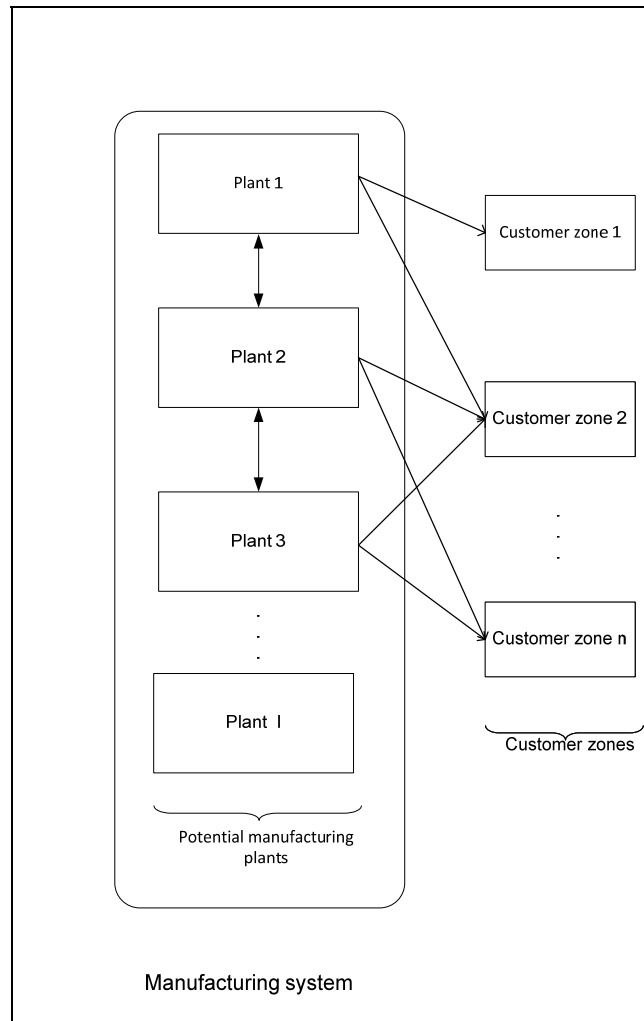 Plant 1
Customer zone 1
Plant 2
Customer zone 2
Plant 3
Customer zone n
Plant I
Customer zones
Potential manufacturing
plants
Manufacturing system